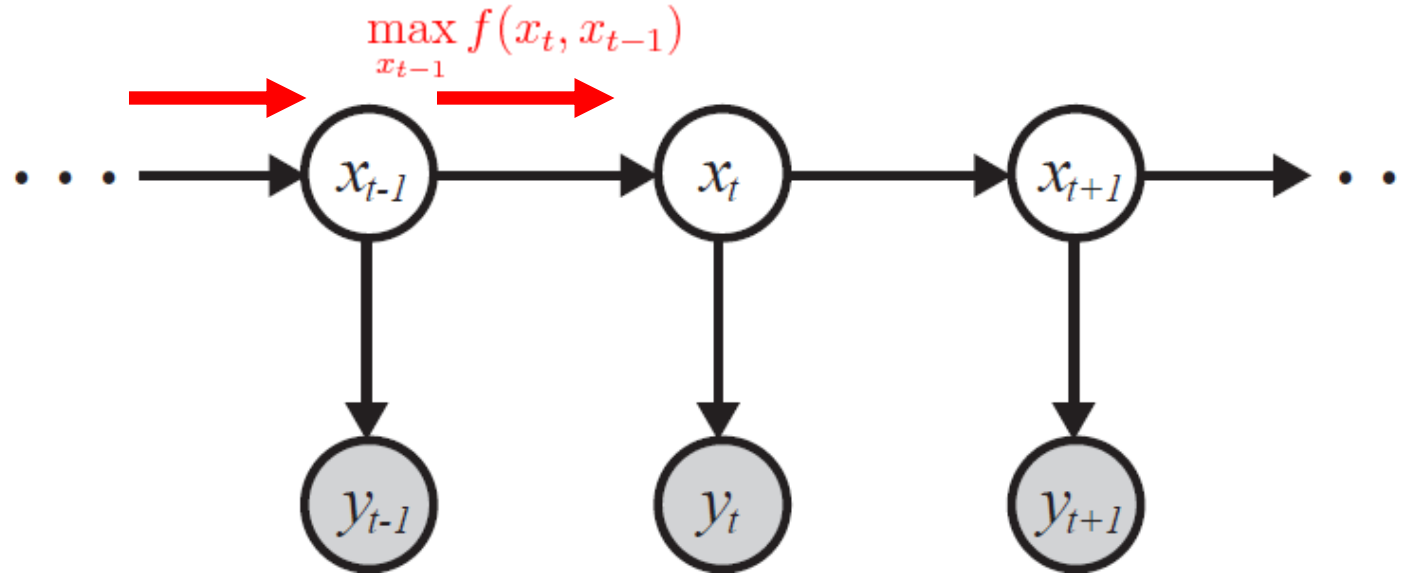 max f(x_t, x_{t-1})
x_{t-1}
. . . x_{t-1} x_t x_{t+1} . .
y_{t-1} y_t y_{t+1}